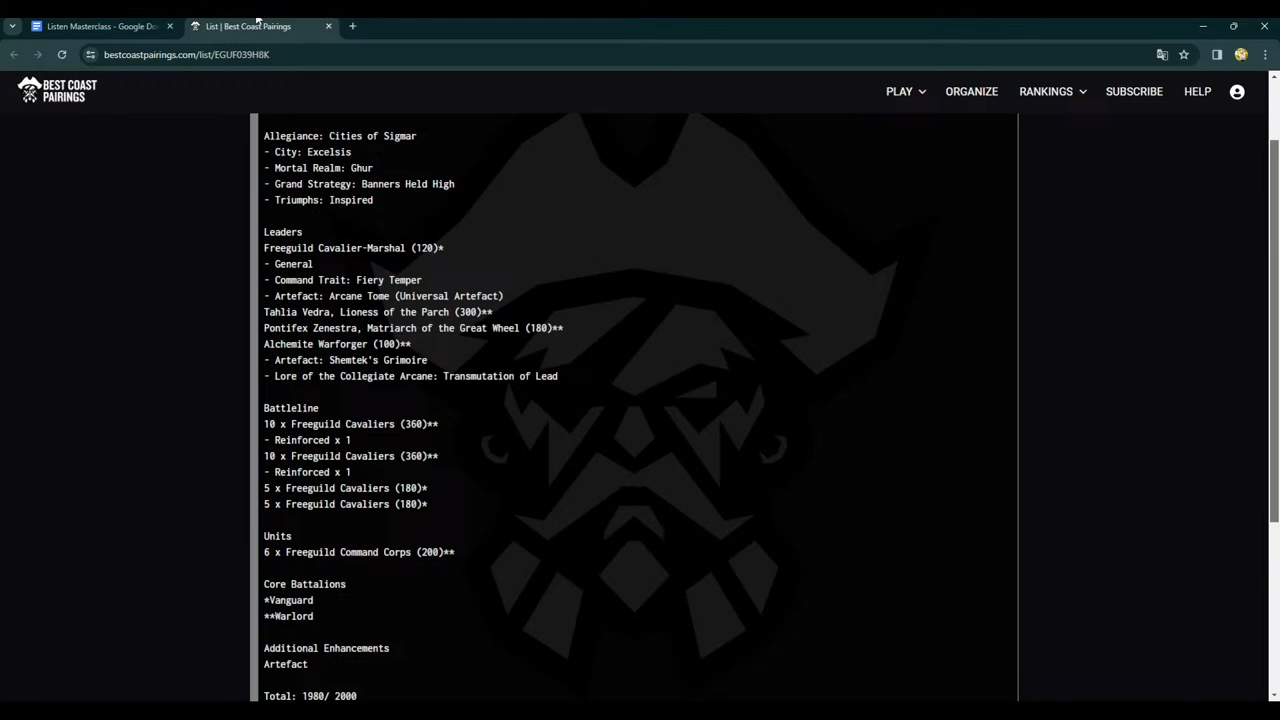 Listen Masterclass - Google Do
List | Best Coast Pairings
bestcoastpairings.com/list/EGUF039H8K
BEST COAST
PAIRINGS
PLAY
ORGANIZE
RANKINGS
SUBSCRIBE
HELP
Allegiance: Cities of Sigmar
- City: Excelsis
- Mortal Realm: Ghur
- Grand Strategy: Banners Held High
- Triumphs: Inspired
Leaders
Freeguild Cavalier-Marshal (120)*
- General
- Command Trait: Fiery Temper
- Artefact: Arcane Tome (Universal Artefact)
Tahlia Vedra, Lioness of the Parch (300)**
Pontifex Zenestra, Matriarch of the Great Wheel (180)**
Alchemite Warforger (100)**
- Artefact: Shemtek's Grimoire
- Lore of the Collegiate Arcane: Transmutation of Lead
Battleline
10 x Freeguild Cavaliers (360)**
- Reinforced x 1
10 x Freeguild Cavaliers (360)**
- Reinforced x 1
5 x Freeguild Cavaliers (180)*
5 x Freeguild Cavaliers (180)*
Units
6 x Freeguild Command Corps (200)**
Core Battalions
*Vanguard
**Warlord
Additional Enhancements
Artefact
Total: 1980/ 2000